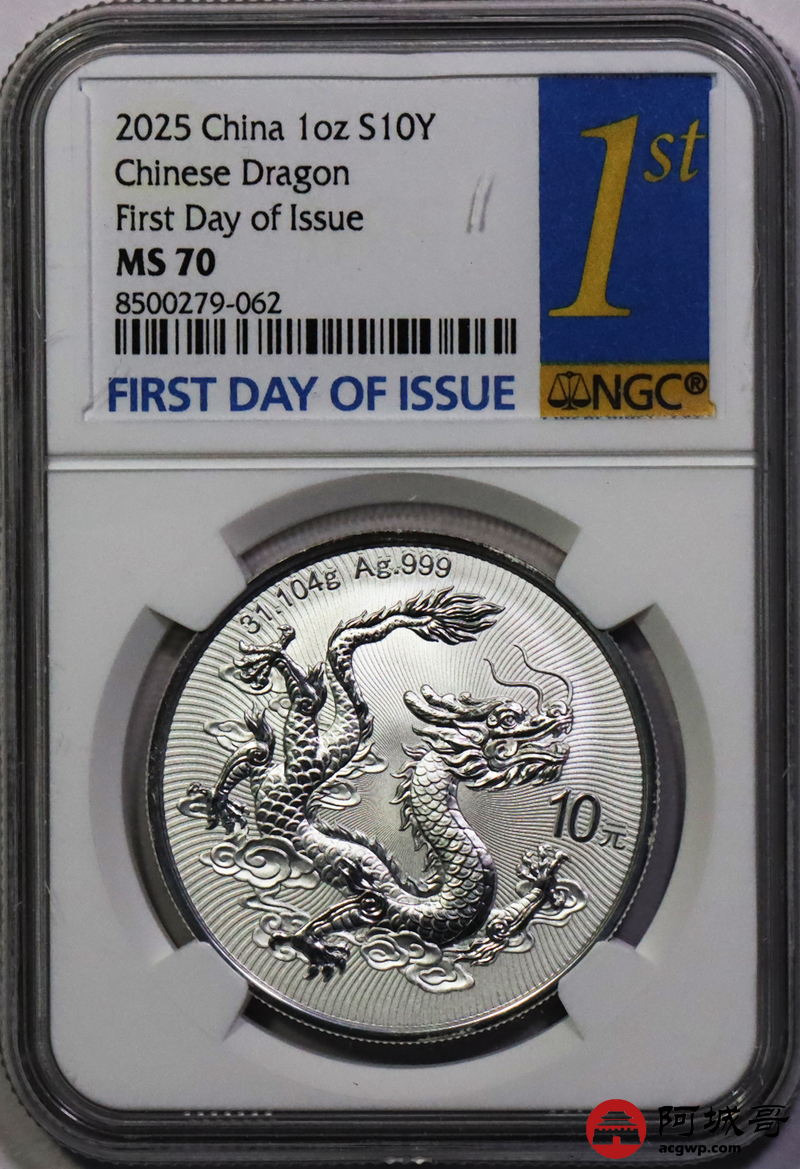 2025 China 1oz S10Y
Chinese Dragon
First Day of Issue
MS 70
8500279-062
FIRST DAY OF ISSUE
1st
NGC®
31.104g Ag.999
10元
阿城哥
acgwp.com